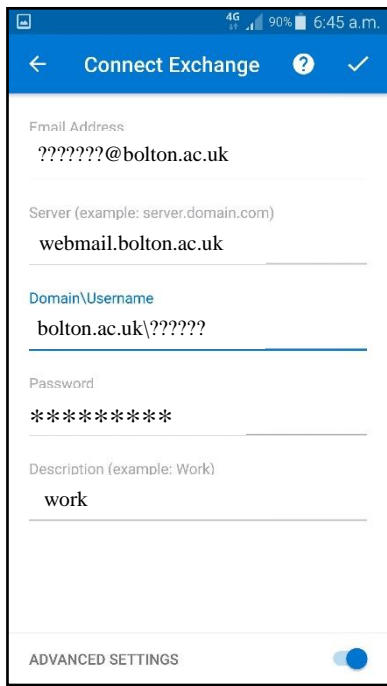 4G 90% 6:45 a.m.
Connect Exchange ?
Email Address
???????@bolton.ac.uk
Server (example: server.domain.com)
webmail.bolton.ac.uk
Domain\Username
bolton.ac.uk\??????
Password
*********
Description (example: Work)
work
ADVANCED SETTINGS